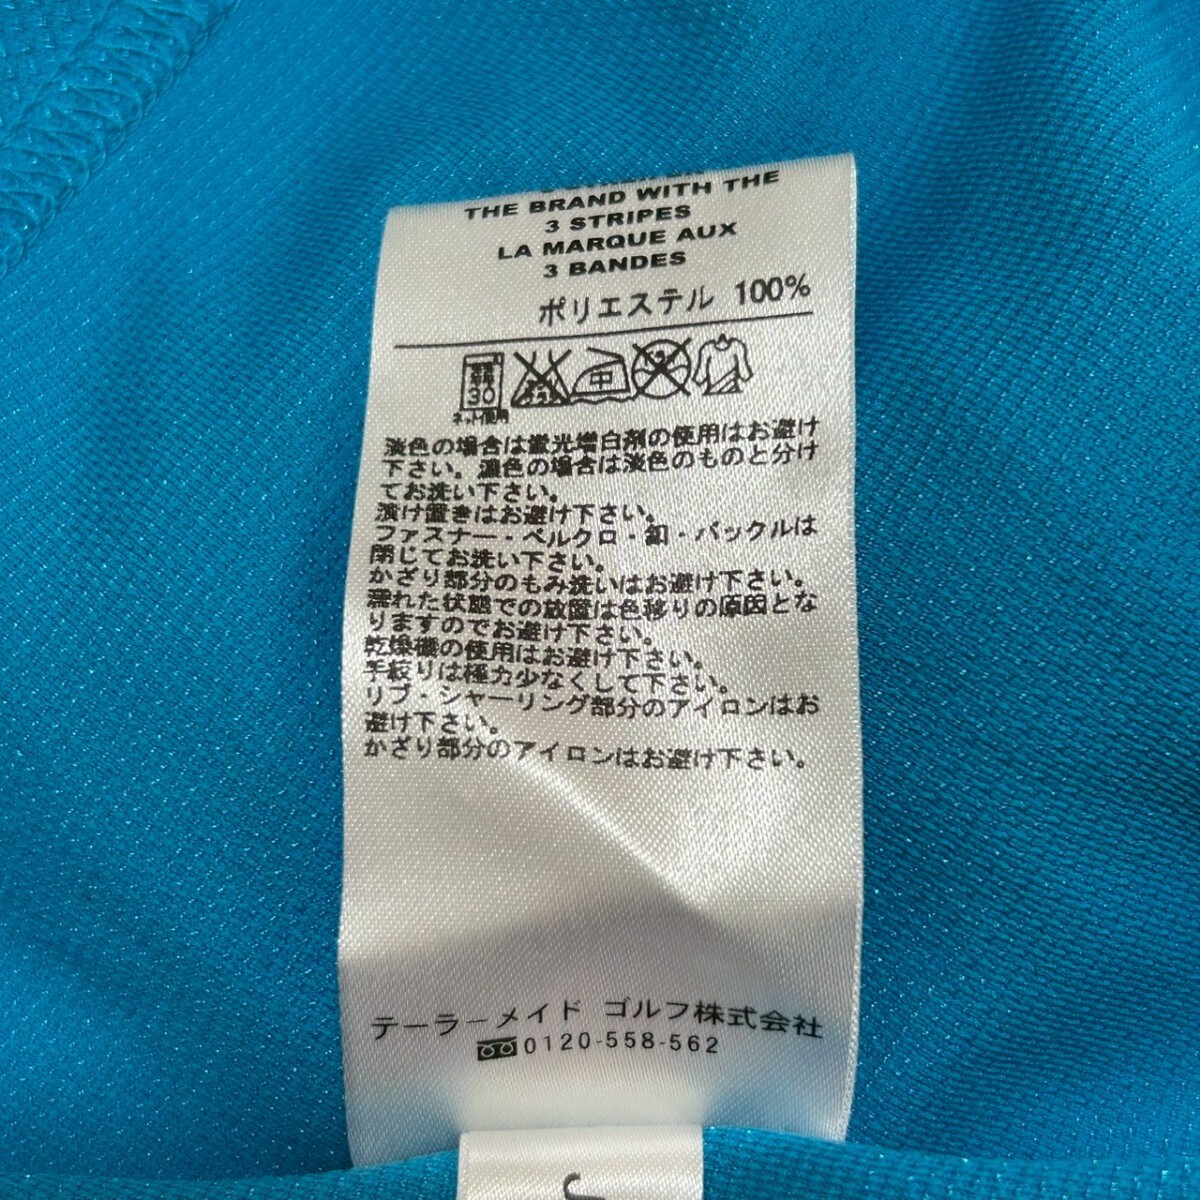 THE BRAND WITH THE
3 STRIPES
LA MARQUE AUX
3 BANDES
ポリエステル 100%
30 中
ネット使用
淡色の場合は蛍光増白剤の使用はお避け
下さい。濃色の場合は淡色のものと分け
てお洗い下さい。
漬け置きはお避け下さい。
ファスナー・ベルクロ・釦・バックルは
閉じてお洗い下さい。
かざり部分のもみ洗いはお避け下さい。
濡れた状態での放置は色移りの原因とな
りますのでお避け下さい。
乾燥機の使用はお避け下さい。
手絞りは極力少なくして下さい。
リブ・シャーリング部分のアイロンはお
避け下さい。
かざり部分のアイロンはお避け下さい。
テーラーメイド ゴルフ株式会社
0120-558-562
J